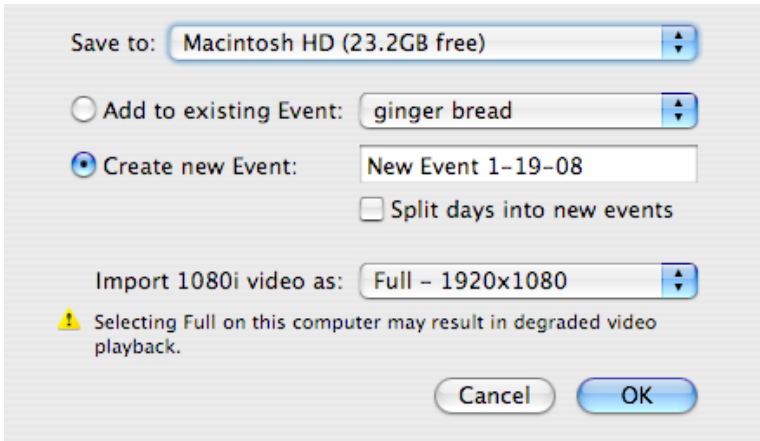 Save to: Macintosh HD (23.2GB free)
Add to existing Event: ginger bread
Create new Event: New Event 1-19-08
Split days into new events
Import 1080i video as: Full - 1920x1080
Selecting Full on this computer may result in degraded video
playback.
Cancel OK